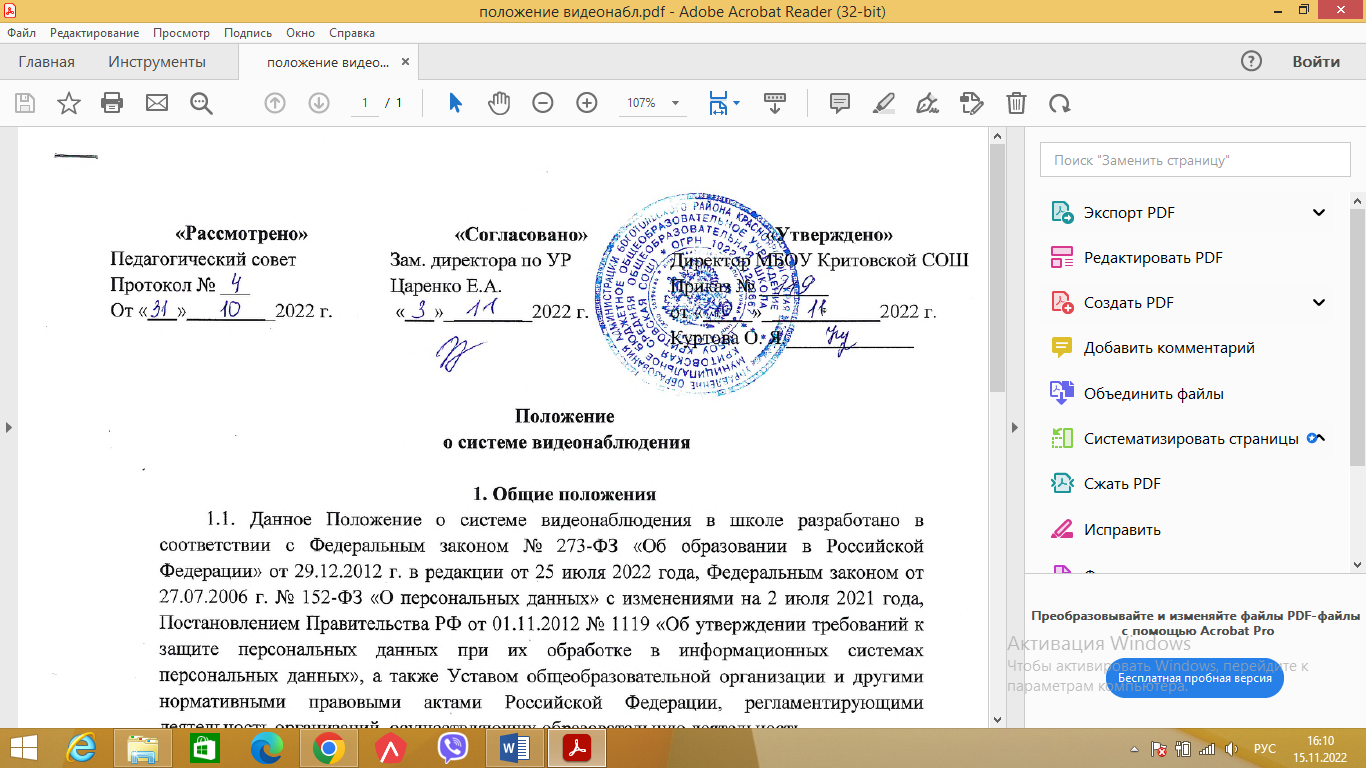 положение видеонабл.pdf - Adobe Acrobat Reader (32-bit)
Файл Редактирование Просмотр Подпись Окно Справка
Главная Инструменты положение видео... ×
Войти
1 / 1 107%
«Рассмотрено»
Педагогический совет
Протокол № 4
От «31» 10 2022 г.
«Согласовано»
Зам. директора по УР
Царенко Е.А.
«3» 11 2022 г.
«Утверждено»
Директор МБОУ Критовской СОШ
Приказ №
от « » 11 2022 г.
Куртова О. Я.
Положение
о системе видеонаблюдения
1. Общие положения
1.1. Данное Положение о системе видеонаблюдения в школе разработано в
соответствии с Федеральным законом № 273-ФЗ «Об образовании в Российской
Федерации» от 29.12.2012 г. в редакции от 25 июля 2022 года, Федеральным законом от
27.07.2006 г. № 152-ФЗ «О персональных данных» с изменениями на 2 июля 2021 года,
Постановлением Правительства РФ от 01.11.2012 № 1119 «Об утверждении требований к
защите персональных данных при их обработке в информационных системах
персональных данных», а также Уставом общеобразовательной организации и другими
нормативными правовыми актами Российской Федерации, регламентирующими
деятельность организаций, осуществляющих образовательную деятельность.
Поиск "Заменить страницу"
Экспорт PDF
Редактировать PDF
Создать PDF
Добавить комментарий
Объединить файлы
Систематизировать страницы
Сжать PDF
Исправить
Преобразовывайте и изменяйте файлы PDF-файлы
с помощью Acrobat Pro
Бесплатная пробная версия
Активация Windows
Чтобы активировать Windows, перейдите к
параметрам компьютера.
РУС
16:10
15.11.2022